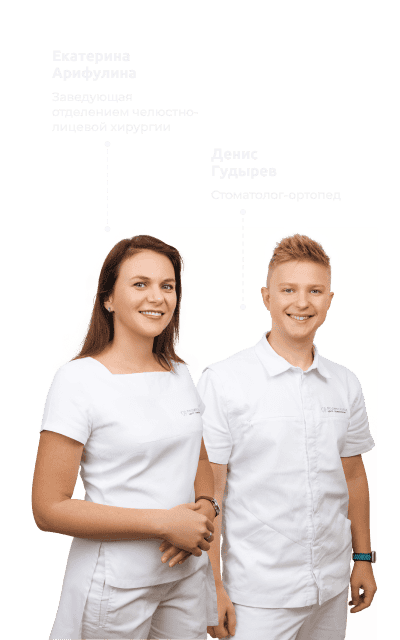 Екатерина
Арифулина
Заведующая
отделением челюстно-
лицевой хирургии
Денис
Гудырев
Стоматолог-ортопед